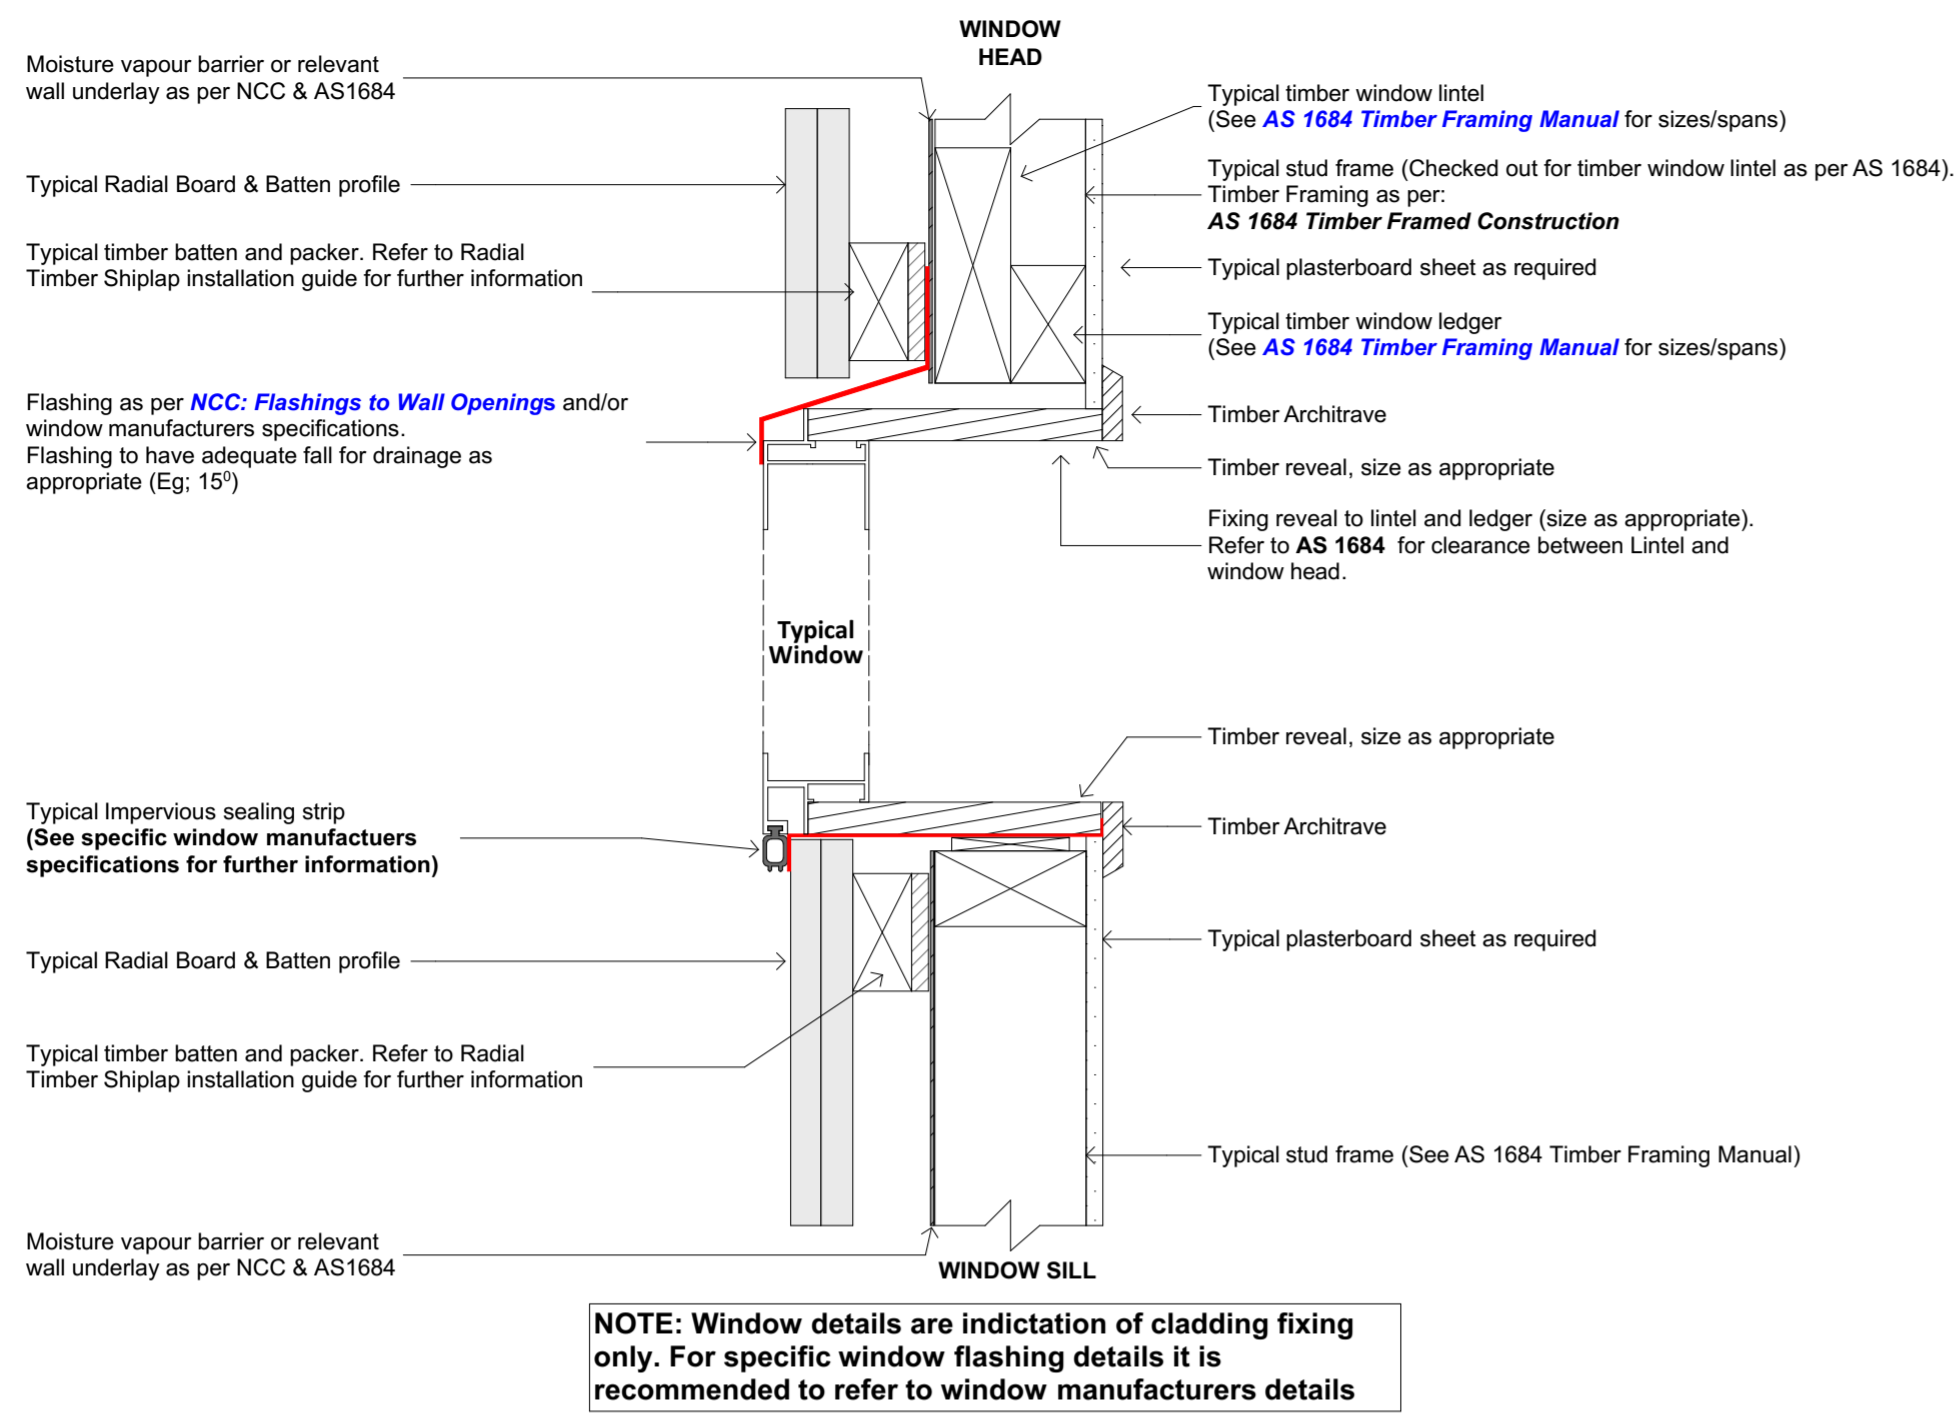 WINDOW
HEAD
Moisture vapour barrier or relevant
wall underlay as per NCC & AS1684
Typical Radial Board & Batten profile
Typical timber batten and packer. Refer to Radial
Timber Shiplap installation guide for further information
Flashing as per NCC: Flashings to Wall Openings and/or
window manufacturers specifications.
Flashing to have adequate fall for drainage as
appropriate (Eg; 15⁰)
Typical timber window lintel
(See AS 1684 Timber Framing Manual for sizes/spans)
Typical stud frame (Checked out for timber window lintel as per AS 1684).
Timber Framing as per:
AS 1684 Timber Framed Construction
Typical plasterboard sheet as required
Typical timber window ledger
(See AS 1684 Timber Framing Manual for sizes/spans)
Timber Architrave
Timber reveal, size as appropriate
Fixing reveal to lintel and ledger (size as appropriate).
Refer to AS 1684 for clearance between Lintel and
window head.
Typical
Window
Typical Impervious sealing strip
(See specific window manufactuers
specifications for further information)
Typical Radial Board & Batten profile
Typical timber batten and packer. Refer to Radial
Timber Shiplap installation guide for further information
Moisture vapour barrier or relevant
wall underlay as per NCC & AS1684
Timber reveal, size as appropriate
Timber Architrave
Typical plasterboard sheet as required
Typical stud frame (See AS 1684 Timber Framing Manual)
WINDOW SILL
NOTE: Window details are indictation of cladding fixing
only. For specific window flashing details it is
recommended to refer to window manufacturers details